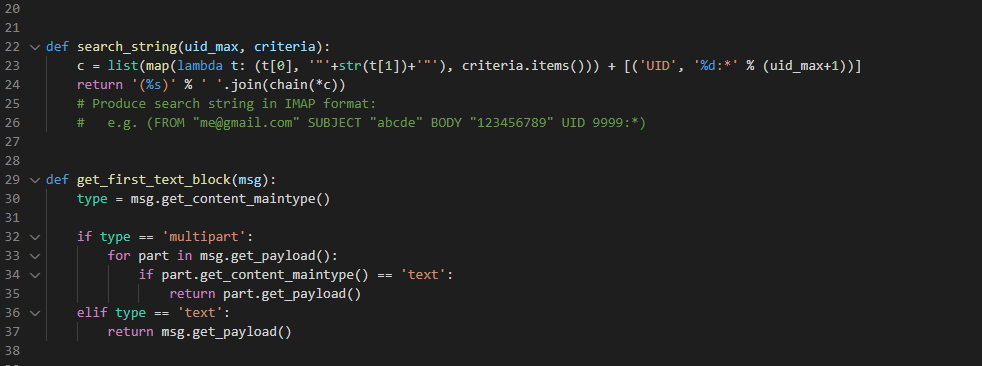 20
21
22 def search_string(uid_max, criteria):
23     c = list(map(lambda t: (t[0], '"'+str(t[1])+'"'), criteria.items())) + [('UID', '%d:*' % (uid_max+1))]
24     return '(%s)' % ' '.join(chain(*c))
25     # Produce search string in IMAP format:
26     #   e.g. (FROM "me@gmail.com" SUBJECT "abcde" BODY "123456789" UID 9999:*)
27
28
29 def get_first_text_block(msg):
30     type = msg.get_content_maintype()
31
32     if type == 'multipart':
33         for part in msg.get_payload():
34             if part.get_content_maintype() == 'text':
35                 return part.get_payload()
36     elif type == 'text':
37         return msg.get_payload()
38